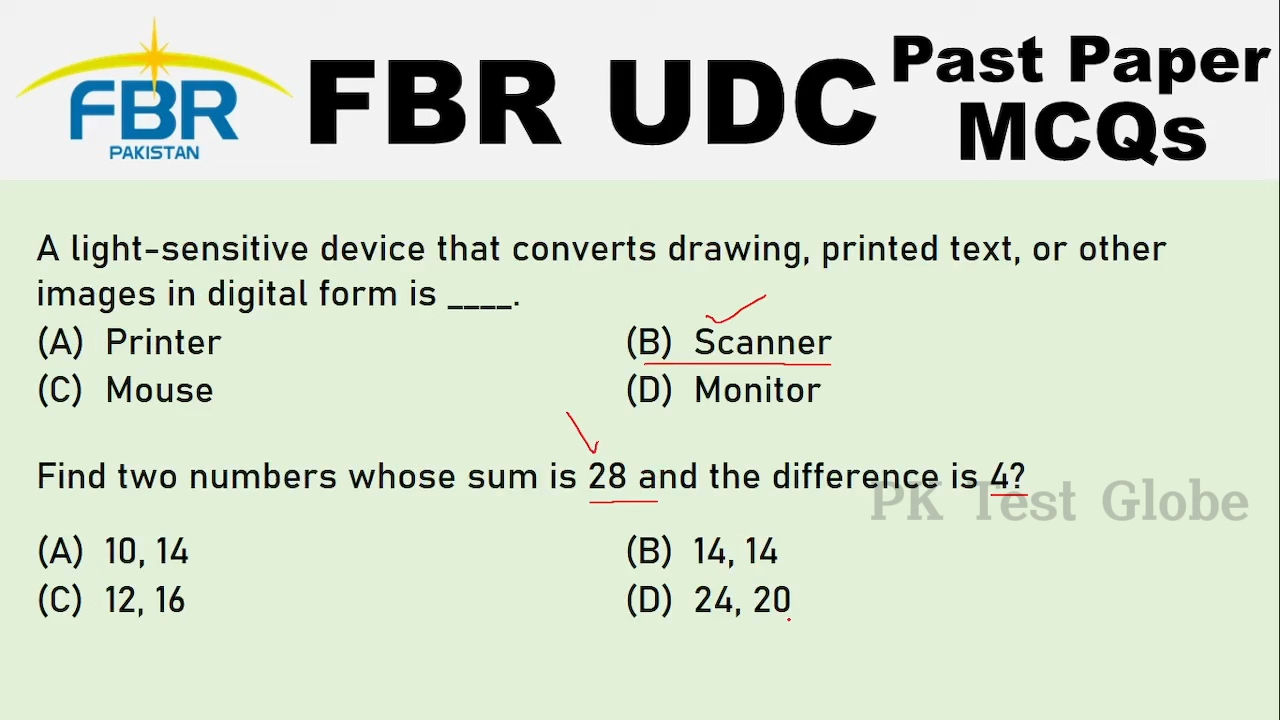 FBR
PAKISTAN
FBR UDC
Past Paper
MCQs
A light-sensitive device that converts drawing, printed text, or other
images in digital form is ____.
(A) Printer (B) Scanner
(C) Mouse (D) Monitor
Find two numbers whose sum is 28 and the difference is 4?
PK Test Globe
(A) 10, 14 (B) 14, 14
(C) 12, 16 (D) 24, 20